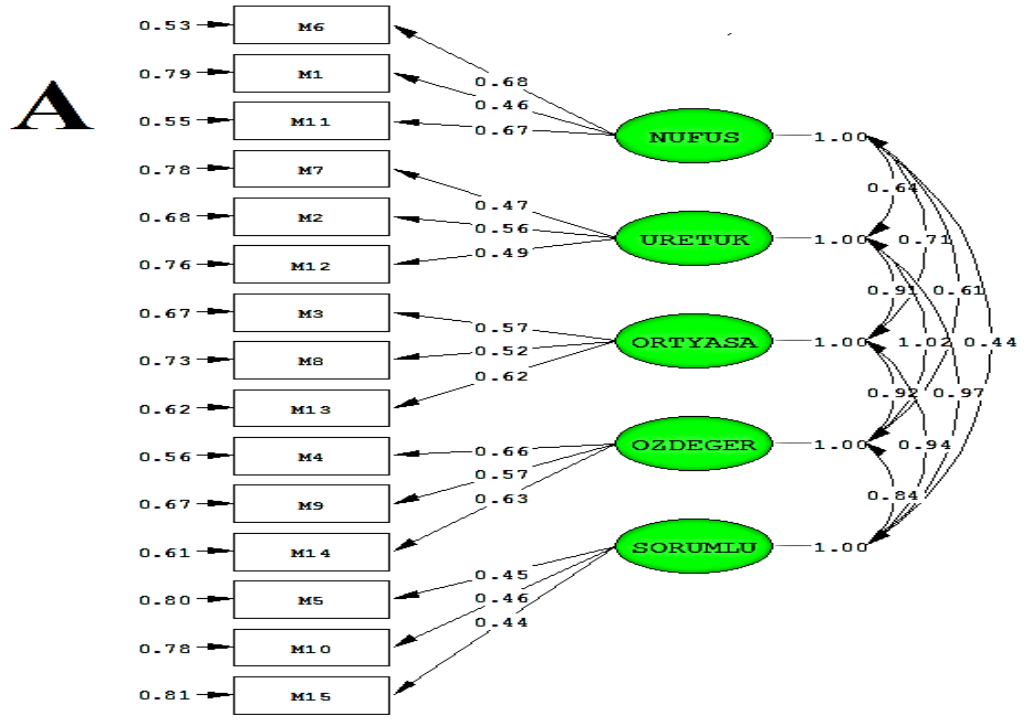 A
0.53 M6
0.79 M1
0.55 M11
0.78 M7
0.68 M2
0.76 M12
0.67 M3
0.73 M8
0.62 M13
0.56 M4
0.67 M9
0.61 M14
0.80 M5
0.78 M10
0.81 M15
0.68
0.46
0.67
0.47
0.56
0.49
0.57
0.52
0.62
0.66
0.57
0.63
0.45
0.46
0.44
NUFUS 1.00
URETUK 1.00
ORTYASA 1.00
OZDEGER 1.00
SORUMLU 1.00
0.64
0.71
0.91 0.61
1.02 0.44
0.92 0.97
0.94
0.84